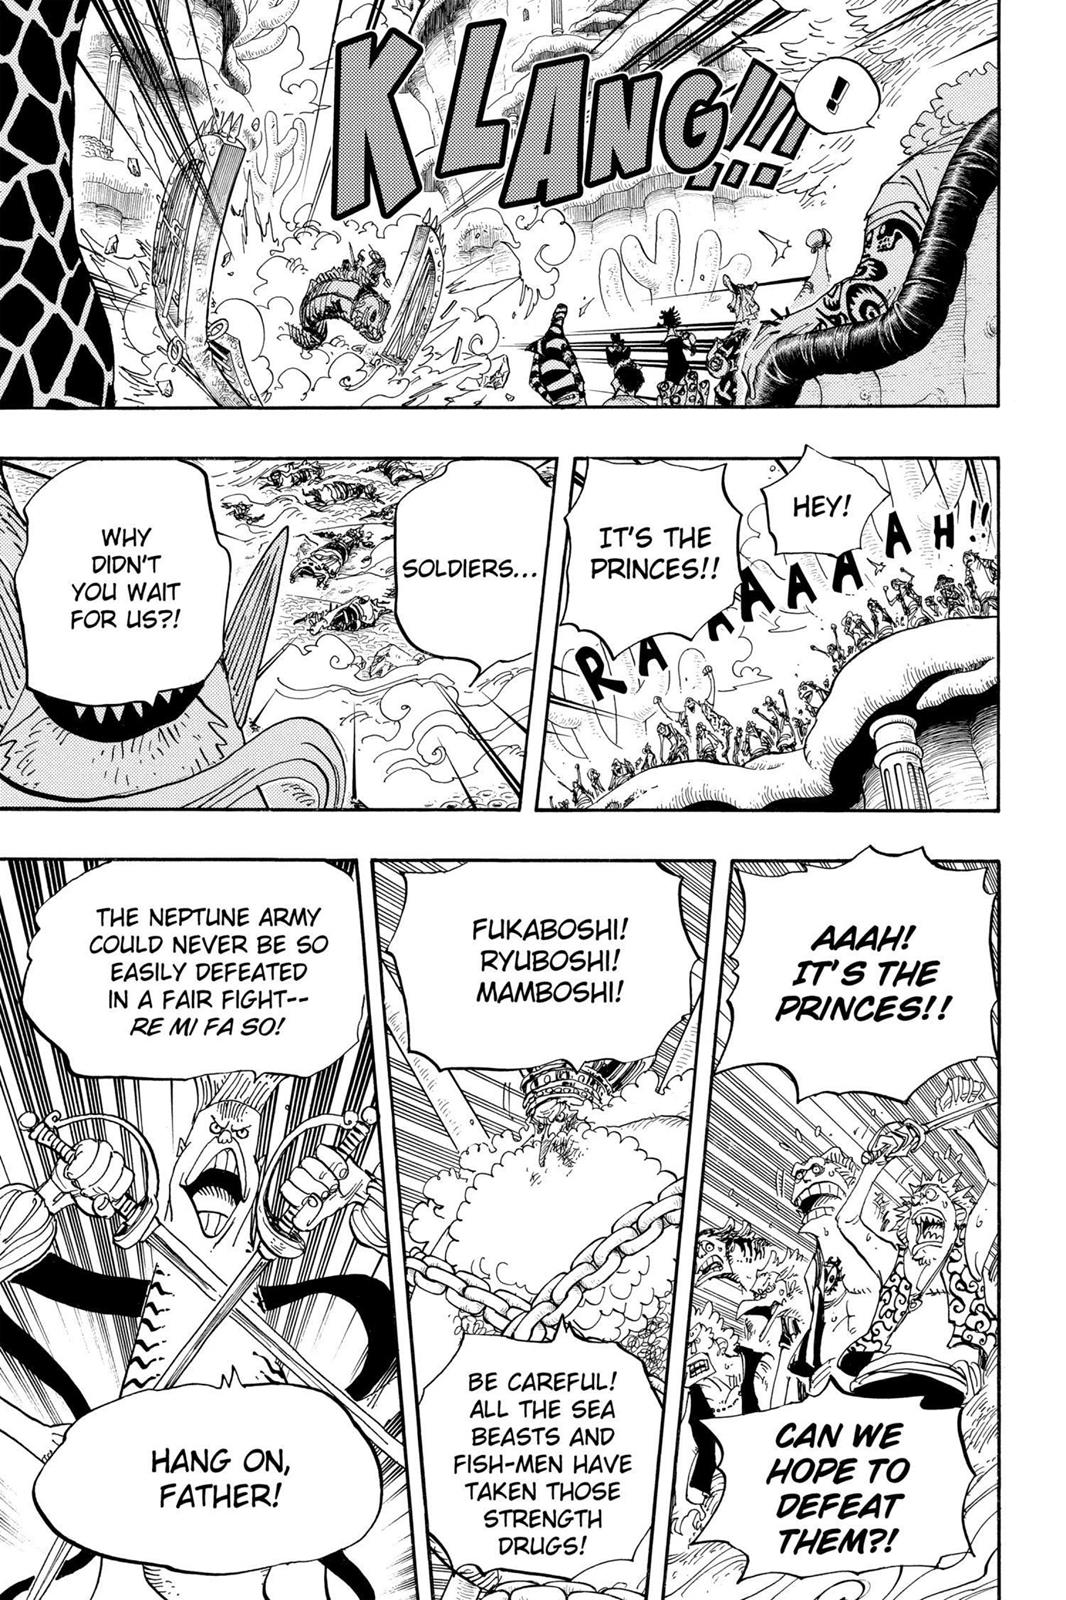 KLANG!!!
!
HEY!
IT'S THE
PRINCES!!
RAAAAAAH!!
SOLDIERS...
WHY
DIDN'T
YOU WAIT
FOR US?!
AAAH!
IT'S THE
PRINCES!!
CAN WE
HOPE TO
DEFEAT
THEM?!
FUKABOSHI!
RYUBOSHI!
MAMBOSHI!
BE CAREFUL!
ALL THE SEA
BEASTS AND
FISH-MEN HAVE
TAKEN THOSE
STRENGTH
DRUGS!
THE NEPTUNE ARMY
COULD NEVER BE SO
EASILY DEFEATED
IN A FAIR FIGHT--
RE MI FA SO!
HANG ON,
FATHER!